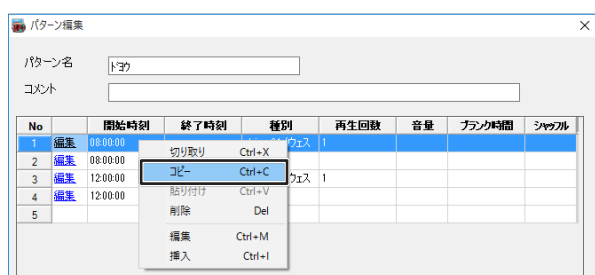 パターン編集
パターン名 ﾄﾞﾖｳ
コメント
No 開始時刻 終了時刻 種別 再生回数 音量 ブランク時間 シャッフル
1 編集 08:00:00 ウェス 1
2 編集 08:00:00
3 編集 12:00:00 ウェス 1
4 編集 12:00:00
5
切り取り Ctrl+X
コピー Ctrl+C
貼り付け Ctrl+V
削除 Del
編集 Ctrl+M
挿入 Ctrl+I